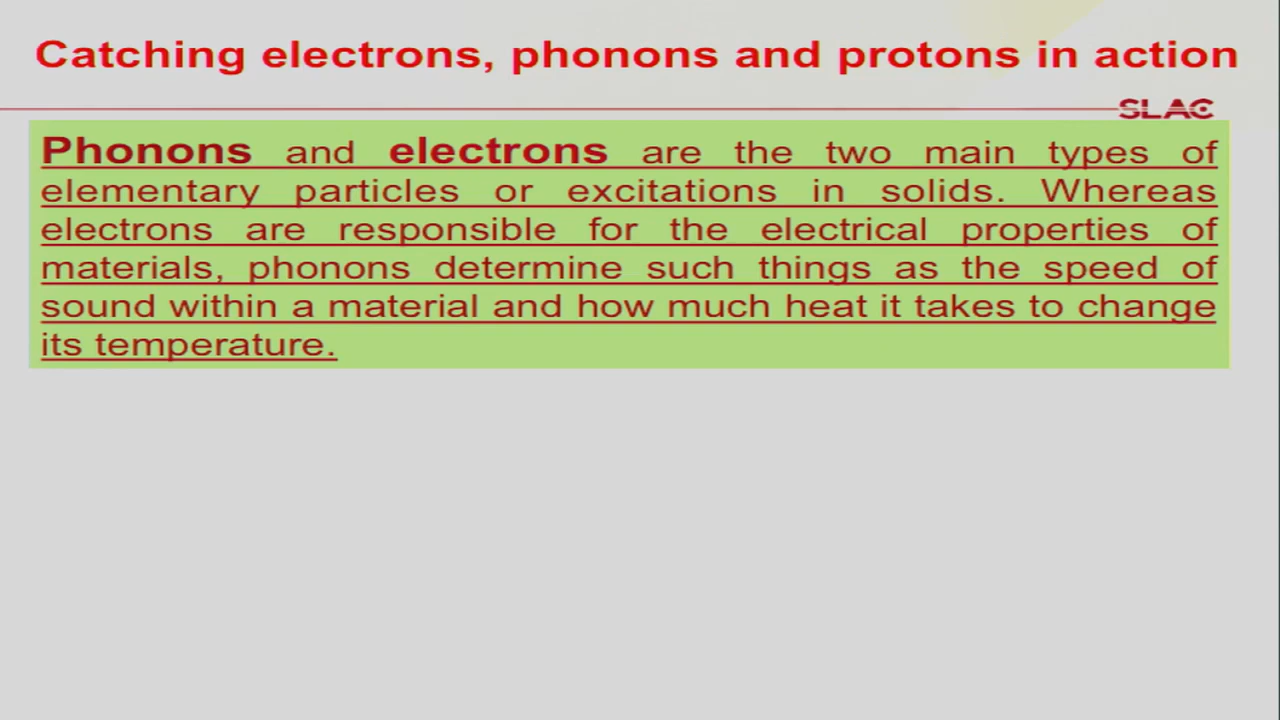 Catching electrons, phonons and protons in action
SLAC
Phonons and electrons are the two main types of
elementary particles or excitations in solids. Whereas
electrons are responsible for the electrical properties of
materials, phonons determine such things as the speed of
sound within a material and how much heat it takes to change
its temperature.